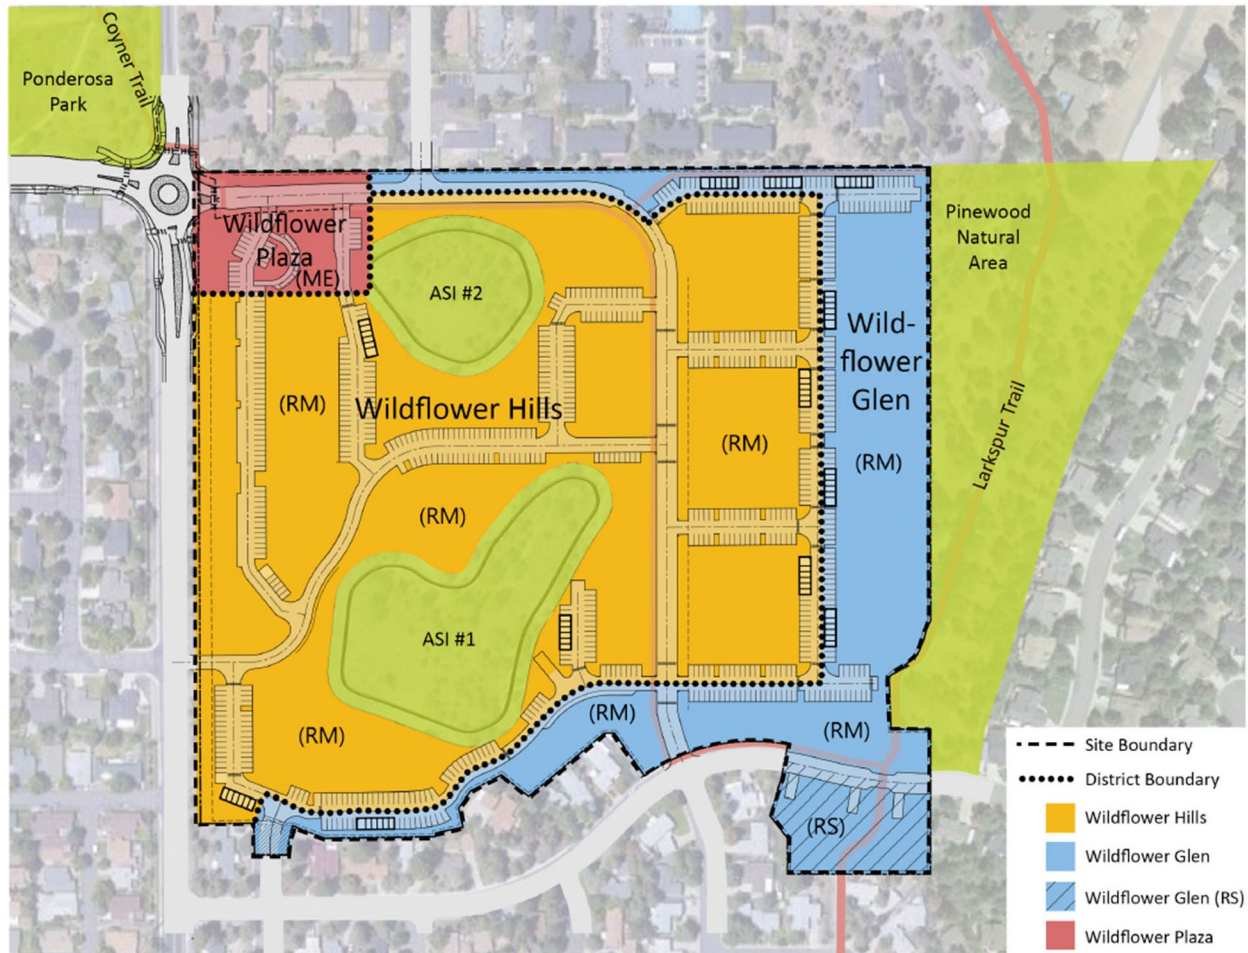 Coyner Trail
Ponderosa
Park
Wildflower
Plaza
(ME)
ASI #2
Pinewood
Natural
Area
Wild-
flower
Glen
(RM)
Wildflower Hills
(RM)
(RM)
(RM)
Larkspur Trail
ASI #1
(RM)
(RM)
(RM)
(RS)
Site Boundary
District Boundary
Wildflower Hills
Wildflower Glen
Wildflower Glen (RS)
Wildflower Plaza